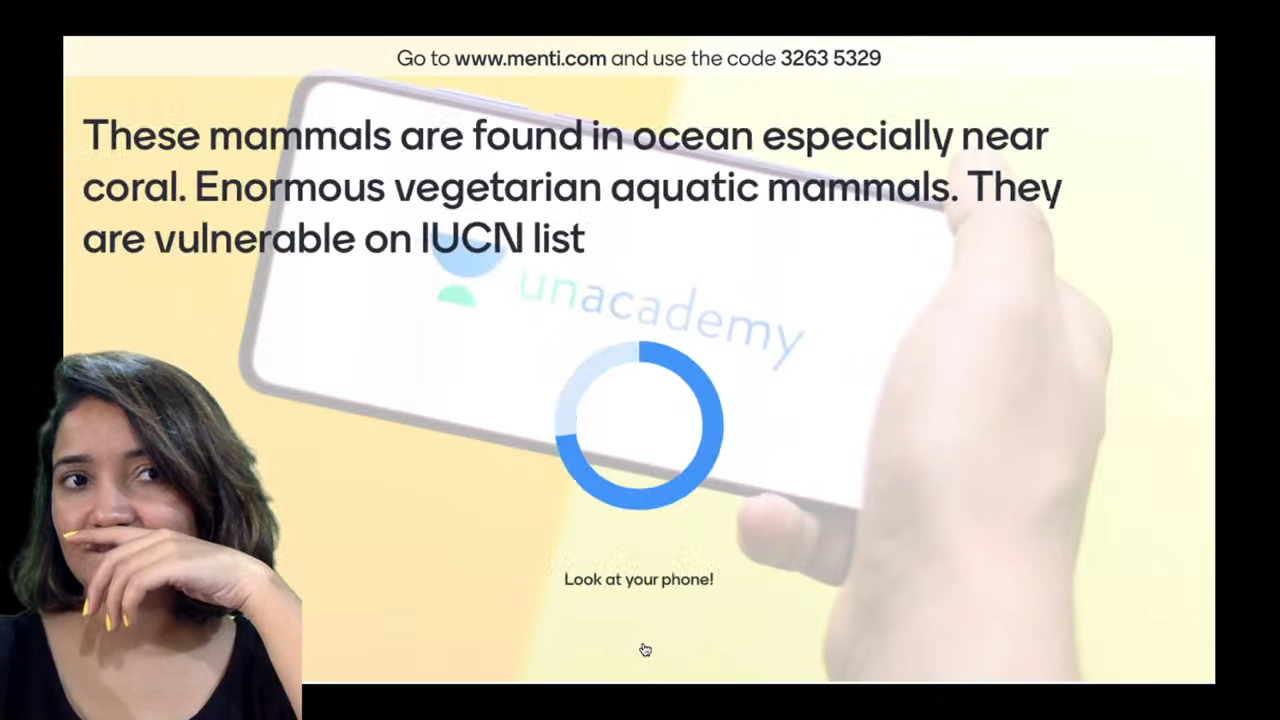 Go to www.menti.com and use the code 3263 5329
These mammals are found in ocean especially near
coral. Enormous vegetarian aquatic mammals. They
are vulnerable on IUCN list
unacademy
Look at your phone!